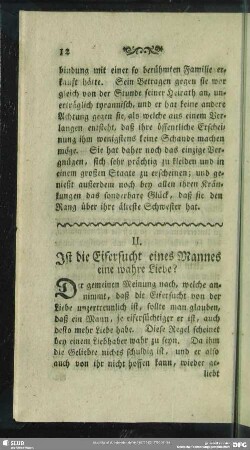 12
bindung mit einer so berühmten Familie er-
kauft hätte. Sein Betragen gegen sie war
gleich von der Stunde seiner Heirath an, un-
erträglich tyrannisch, und er hat keine andere
Achtung gegen sie, als welche aus einem Ver-
langen entsteht, daß ihre öffentliche Erschei
nung ihm wenigstens keine Schande machen
möge. Sie hat daher noch das einzige Ver-
gnügen, sich sehr prächtig zu kleiden und in
einem großen Staate zu erscheinen; und ge-
nießt außerdem noch bey allen ihren Krän-
kungen das sonderbare Glück, daß sie den
Rang über ihre älteste Schwester hat.
II.
Ist die Eifersucht eines Mannes
eine wahre Liebe?
Der gemeinen Meinung nach, welche an-
nimmt, daß die Eifersucht von der
Liebe unzertrennlich ist, sollte man glauben,
daß ein Mann, je eifersüchtiger er ist, auch
desto mehr Liebe habe. Diese Regel scheinet
bey einem Liebhaber wahr zu seyn. Da ihm
die Geliebte nichts schuldig ist, und er also
auch von ihr nicht hoffen kann, wieder ge-
liebt
SLUB
DFG